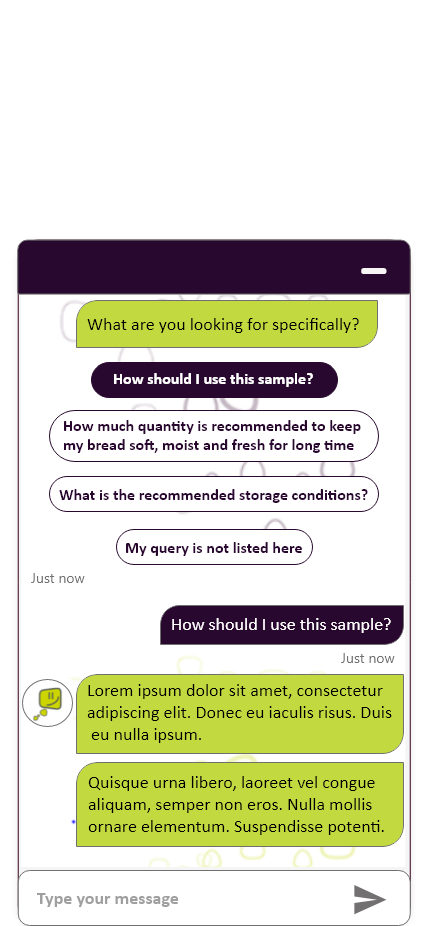 What are you looking for specifically?
How should I use this sample?
How much quantity is recommended to keep
my bread soft, moist and fresh for long time
What is the recommended storage conditions?
My query is not listed here
Just now
How should I use this sample?
Just now
Lorem ipsum dolor sit amet, consectetur
adipiscing elit. Donec eu iaculis risus. Duis
eu nulla ipsum.
Quisque urna libero, laoreet vel congue
aliquam, semper non eros. Nulla mollis
ornare elementum. Suspendisse potenti.
Type your message